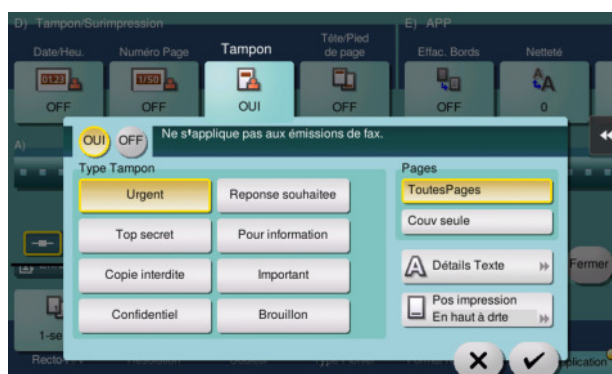 D) Tampon/Surimpression
E) APP
Date/Heu.
Numéro Page
Tampon
Tête/Pied
de page
Effac. Bords
Netteté
OFF
OFF
OUI
OFF
OFF
0
A)
OUI
OFF
Ne s'applique pas aux émissions de fax.
Type Tampon
Pages
Urgent
Reponse souhaitee
ToutesPages
Top secret
Pour information
Couv seule
Copie interdite
Important
Détails Texte
Fermer
Confidentiel
Brouillon
Pos impression
En haut à drte
1-se
Recto
plication